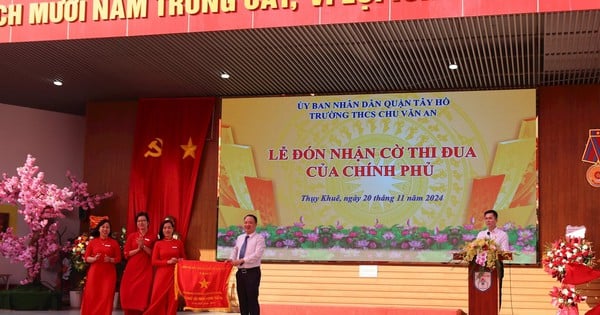 CH MƯỜI NĂM TRỒNG CÂY, VÌ LỢI ÍCH
ỦY BAN NHÂN DÂN QUẬN TÂY HỒ
TRƯỜNG THCS CHU VĂN AN
LỄ ĐÓN NHẬN CỜ THI ĐUA
CỦA CHÍNH PHỦ
Thụy Khuê, ngày 20 tháng 11 năm 2024